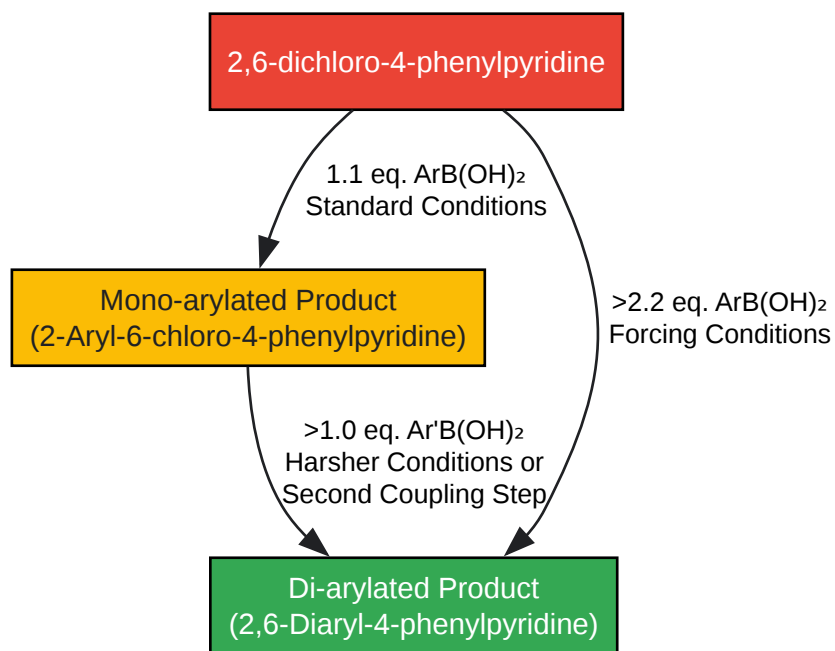 2,6-dichloro-4-phenylpyridine
1.1 eq. ArB(OH)₂
Standard Conditions
Mono-arylated Product
(2-Aryl-6-chloro-4-phenylpyridine)
>2.2 eq. ArB(OH)₂
Forcing Conditions
>1.0 eq. Ar'B(OH)₂
Harsher Conditions or
Second Coupling Step
Di-arylated Product
(2,6-Diaryl-4-phenylpyridine)